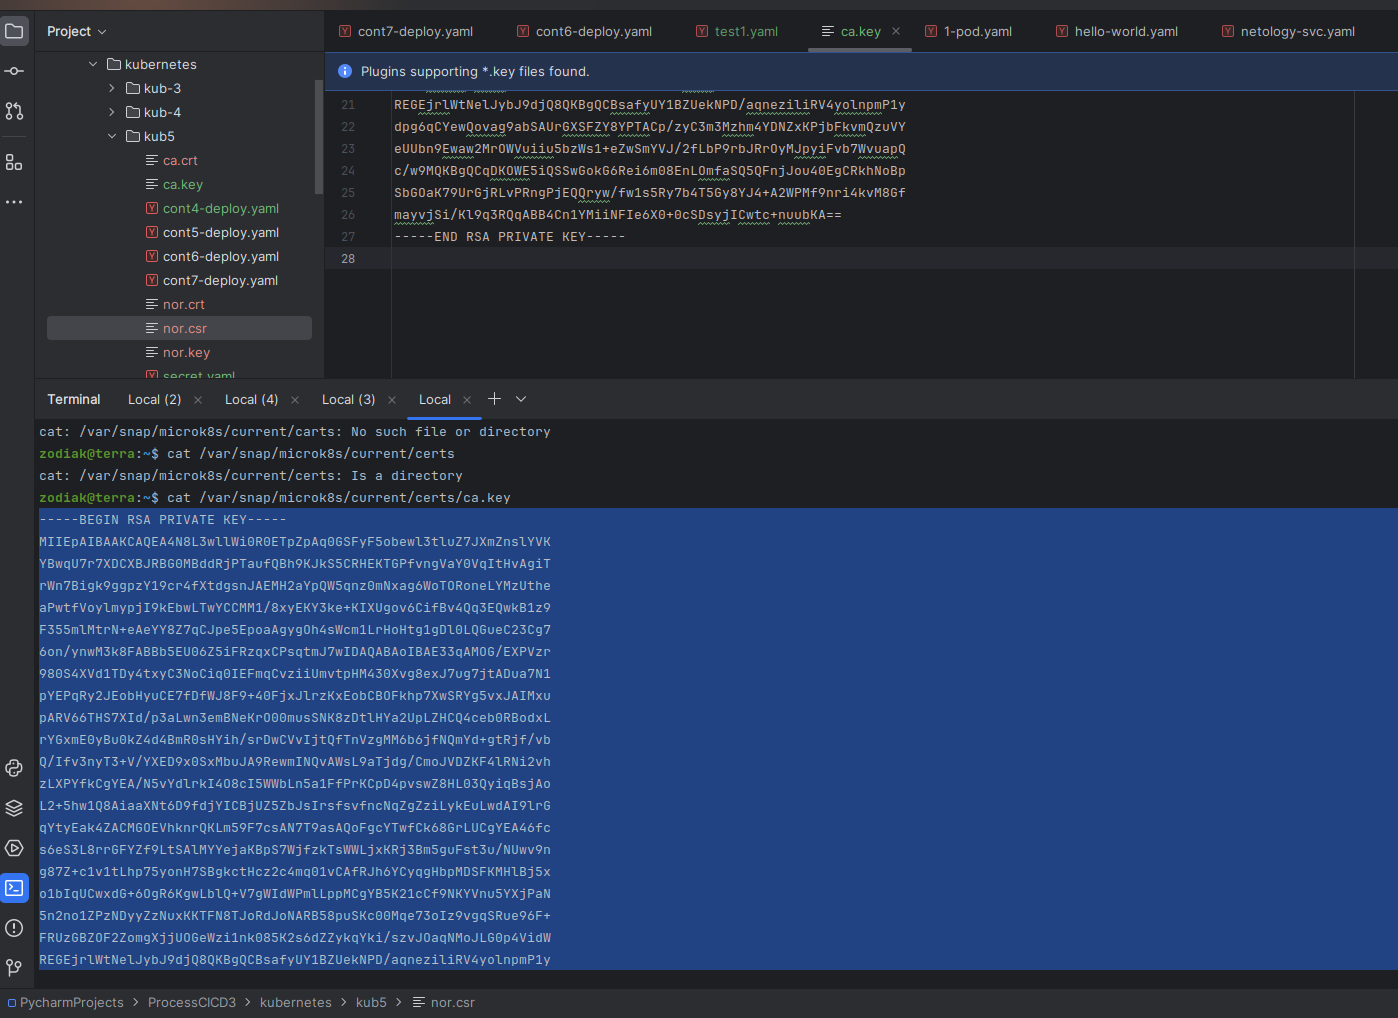 Project
cont7-deploy.yaml
cont6-deploy.yaml
test1.yaml
ca.key
1-pod.yaml
hello-world.yaml
netology-svc.yaml
kubernetes
kub-3
kub-4
kub5
ca.crt
ca.key
cont4-deploy.yaml
cont5-deploy.yaml
cont6-deploy.yaml
cont7-deploy.yaml
nor.crt
nor.csr
nor.key
secret.yaml
Plugins supporting *.key files found.
21 REGEjrlWtNelJybJ9djQ8QKBgQCBsafyUY1BZUekNPD/aqneziliRV4yolnpmP1y
22 dpg6qCYewQovag9abSAUrGXSFZY8YPTACp/zyC3m3Mzhm4YDNZxKPjbFkvmQzuVY
23 eUUbn9Ewaw2MrOWVuiiu5bzWs1+eZwSmYVJ/2fLbP9rbJRrOyMJpyiFvb7WvuapQ
24 c/w9MQKBgQCqDKOWE5iQSSwGokG6Rei6m08EnLOmfaSQ5QFnjJou40EgCRkhNoBp
25 SbGOaK79UrGjRLvPRngPjEQQryw/fw1s5Ry7b4T5Gy8YJ4+A2WPMf9nri4kvM8Gf
26 mayvjSi/Kl9q3RQqABB4Cn1YMiiNFIe6X0+0cSDsyjICwtc+nuubKA==
27 -----END RSA PRIVATE KEY-----
28
Terminal
Local (2)
Local (4)
Local (3)
Local
cat: /var/snap/microk8s/current/carts: No such file or directory
zodiak@terra:~$ cat /var/snap/microk8s/current/certs
cat: /var/snap/microk8s/current/certs: Is a directory
zodiak@terra:~$ cat /var/snap/microk8s/current/certs/ca.key
-----BEGIN RSA PRIVATE KEY-----
MIIEpAIBAAKCAQEA4N8L3wllWi0R0ETpZpAq0GSFyF5obewl3tluZ7JXmZnslYVK
YBwqU7r7XDCXBJRBG0MBddRjPTaufQBh9KJkS5CRHEKTGPfvngVaY0VqItHvAgiT
rWn7Bigk9ggpzY19cr4fXtdgsnJAEMH2aYpQW5qnz0mNxag6WoTORoneLYMzUthe
aPwtfVoylmypjI9kEbwLTwYCCMM1/8xyEKY3ke+KIXUgov6CifBv4Qq3EQwkB1z9
F355mlMtrN+eAeYY8Z7qCJpe5EpoaAgygOh4sWcm1LrHoHtg1gDl0LQGueC23Cg7
6on/ynwM3k8FABBb5EU06Z5iFRzqxCPsqtmJ7wIDAQABAoIBAE33qAMOG/EXPVzr
980S4XVd1TDy4txyC3NoCiq0IEFmqCvziiUmvtpHM430Xvg8exJ7ug7jtADua7N1
pYEPqRy2JEobHyuCE7fDfWJ8F9+40FjxJlrzKxEobCBOFkhp7XwSRYg5vxJAIMxu
pARV66THS7XId/p3aLwn3emBNeKrO00musSNK8zDtlHYa2UpLZHCQ4ceb0RBodxL
rYGxmE0yBu0kZ4d4BmR0sHYih/srDwCVvIjtQfTnVzgMM6b6jfNQmYd+gtRjf/vb
Q/Ifv3nyT3+V/YXED9x0SxMbuJA9RewmINQvAWsL9aTjdg/CmoJVDZKF4lRNi2vh
zLXPYfkCgYEA/N5vYdlrkI4O8cI5WWbLn5a1FfPrKCpD4pvswZ8HL03QyiqBsjAo
L2+5hw1Q8AiaaXNt6D9fdjYICBjUZ5ZbJsIrsfsvfncNqZgZziLykEuLwdAI9lrG
qYtyEak4ZACMGOEVhknrQKLm59F7csAN7T9asAQoFgcYTwfCk68GrLUCgYEA46fc
s6eS3L8rrGFYZf9LtSAlMYYejaKBpS7WjfzkTsWWLjxKRj3Bm5guFst3u/NUwv9n
g87Z+c1v1tLhp75yonH7SBgkctHcz2c4mq01vCAfRJh6YCyqgHbpMDSFKMHlBj5x
o1bIqUCwxdG+6OgR6KgwLblQ+V7gWIdWPmlLppMCgYB5K21cCf9NKYVnu5YXjPaN
5n2no1ZPzNDyyZzNuxKKTFN8TJoRdJoNARB58puSKc00Mqe73oIz9vgqSRue96F+
FRUzGBZOF2ZomgXjjUOGeWzi1nk085K2s6dZZykqYki/szvJOaqNMoJLG0p4VidW
REGEjrlWtNelJybJ9djQ8QKBgQCBsafyUY1BZUekNPD/aqneziliRV4yolnpmP1y
PycharmProjects
ProcessCICD3
kubernetes
kub5
nor.csr